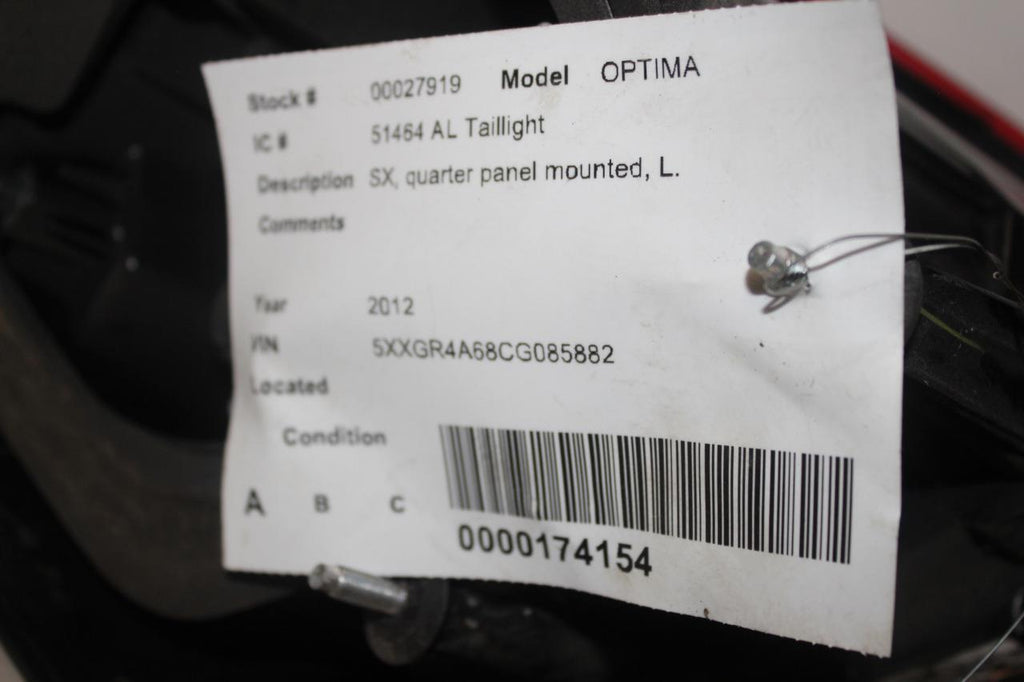 Stock # 00027919 Model OPTIMA
IC # 51464 AL Taillight
Description SX, quarter panel mounted, L.
Comments
Year 2012
VIN 5XXGR4A68CG085882
Located
Condition
A B C
0000174154